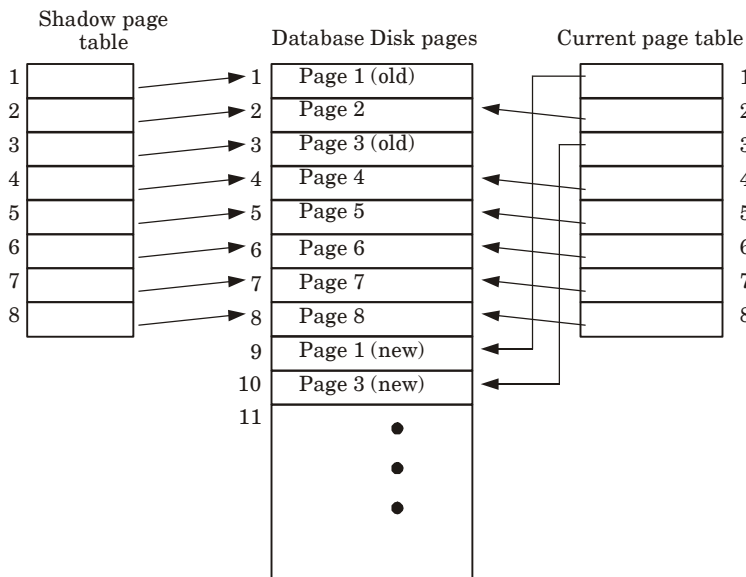 Shadow page
table
Database Disk pages
Current page table
1
2
3
4
5
6
7
8
1
2
3
4
5
6
7
8
9
10
11
Page 1 (old)
Page 2
Page 3 (old)
Page 4
Page 5
Page 6
Page 7
Page 8
Page 1 (new)
Page 3 (new)
1
2
3
4
5
6
7
8